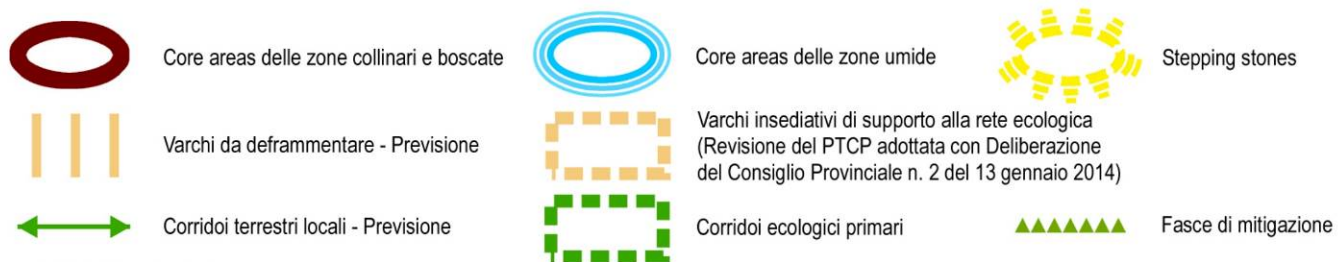 Core areas delle zone collinari e boscate
Core areas delle zone umide
Stepping stones
Varchi da deframmentare - Previsione
Varchi insediativi di supporto alla rete ecologica
(Revisione del PTCP adottata con Deliberazione
del Consiglio Provinciale n. 2 del 13 gennaio 2014)
Corridoi terrestri locali - Previsione
Corridoi ecologici primari
Fasce di mitigazione